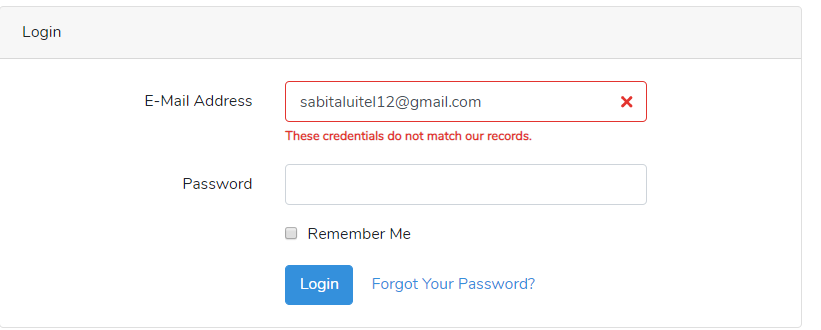 Login
E-Mail Address sabitaluitel12@gmail.com
These credentials do not match our records.
Password
Remember Me
Login Forgot Your Password?